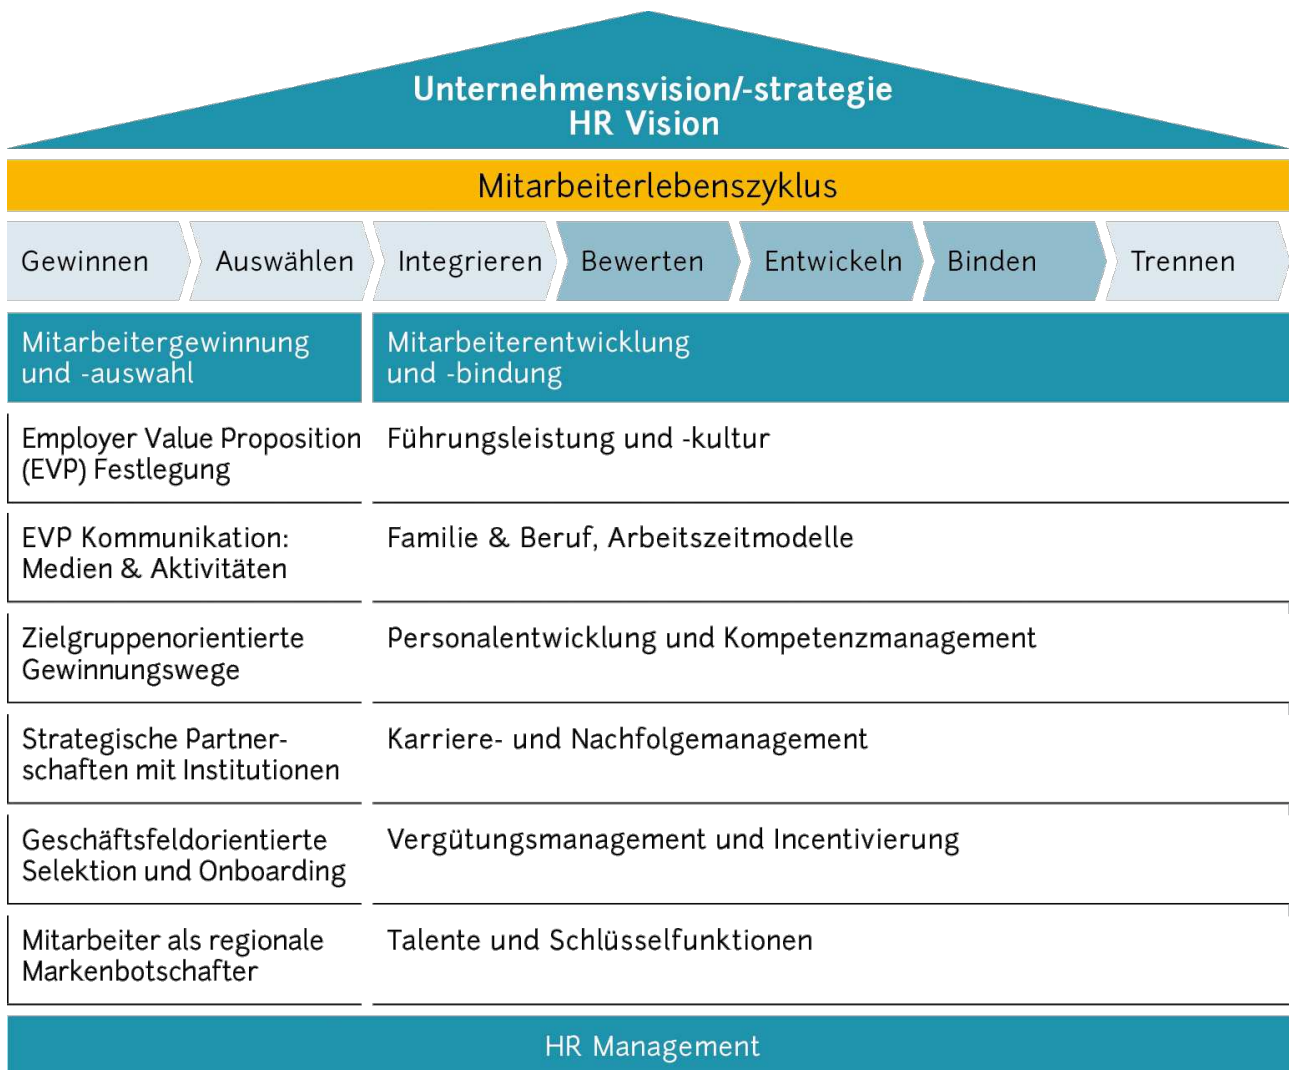 Unternehmensvision/-strategie
HR Vision
Mitarbeiterlebenszyklus
Gewinnen
Auswählen
Integrieren
Bewerten
Entwickeln
Binden
Trennen
Mitarbeitergewinnung
und -auswahl
Mitarbeiterentwicklung
und -bindung
Employer Value Proposition
(EVP) Festlegung
Führungsleistung und -kultur
EVP Kommunikation:
Medien & Aktivitäten
Familie & Beruf, Arbeitszeitmodelle
Zielgruppenorientierte
Gewinnungswege
Personalentwicklung und Kompetenzmanagement
Strategische Partner-
schaften mit Institutionen
Karriere- und Nachfolgemanagement
Geschäftsfeldorientierte
Selektion und Onboarding
Vergütungsmanagement und Incentivierung
Mitarbeiter als regionale
Markenbotschafter
Talente und Schlüsselfunktionen
HR Management